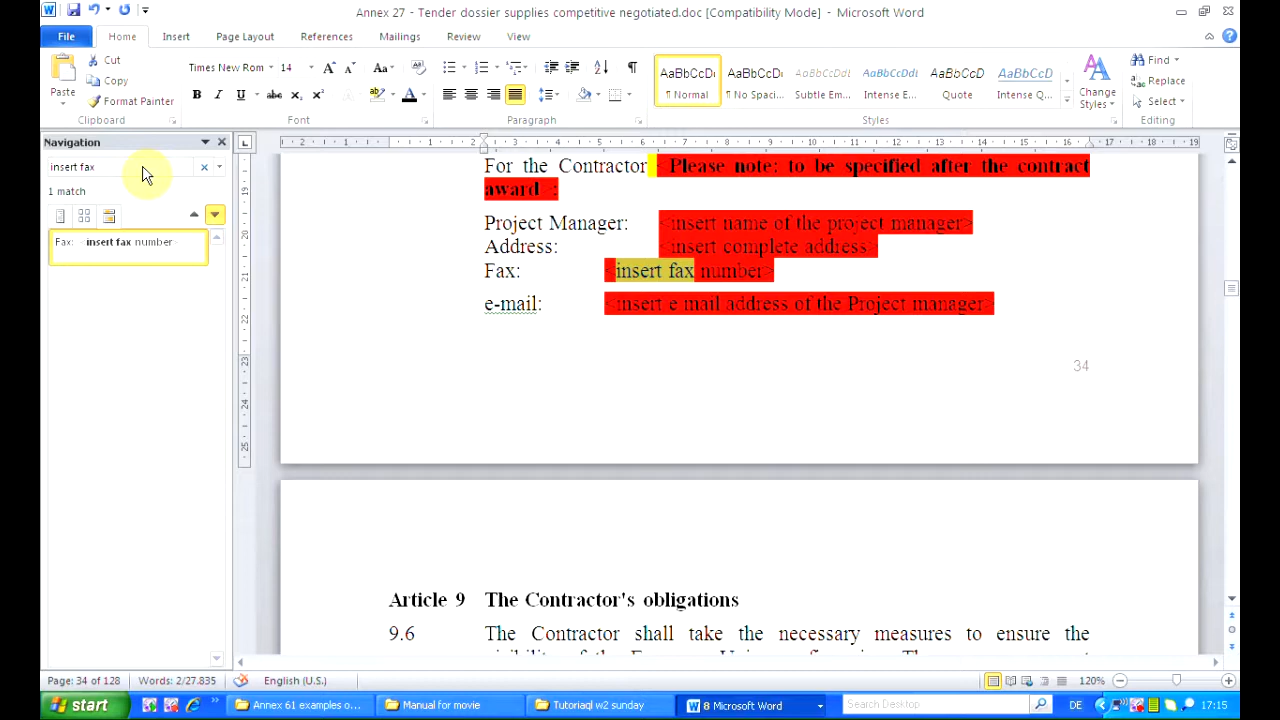 Annex 27 - Tender dossier supplies competitive negotiated.doc [Compatibility Mode] - Microsoft Word
File Home Insert Page Layout References Mailings Review View
Cut
Copy
Format Painter
Paste
Clipboard
Times New Rom 14
Font
Paragraph
AaBbCcDı AaBbCcDı AaBbCcDı AaBbCcDdı AaBbCcDı AaBbCcDı
¶ Normal ¶ No Spaci... Subtle Em... Intense E... Quote Intense Q...
Change
Styles
Styles
Find
Replace
Select
Editing
Navigation
insert fax
1 match
Fax: insert fax number
For the Contractor < Please note: to be specified after the contract
award :
Project Manager: <insert name of the project manager>
Address: <insert complete address>
Fax: <insert fax number>
e-mail: <insert e mail address of the Project manager>
34
Article 9 The Contractor's obligations
9.6 The Contractor shall take the necessary measures to ensure the
Page: 34 of 128 Words: 2/27.835 English (U.S.) 120%
start Annex 61 examples o... Manual for movie Tutoriaql w2 sunday 8 Microsoft Word Search Desktop DE 17:15